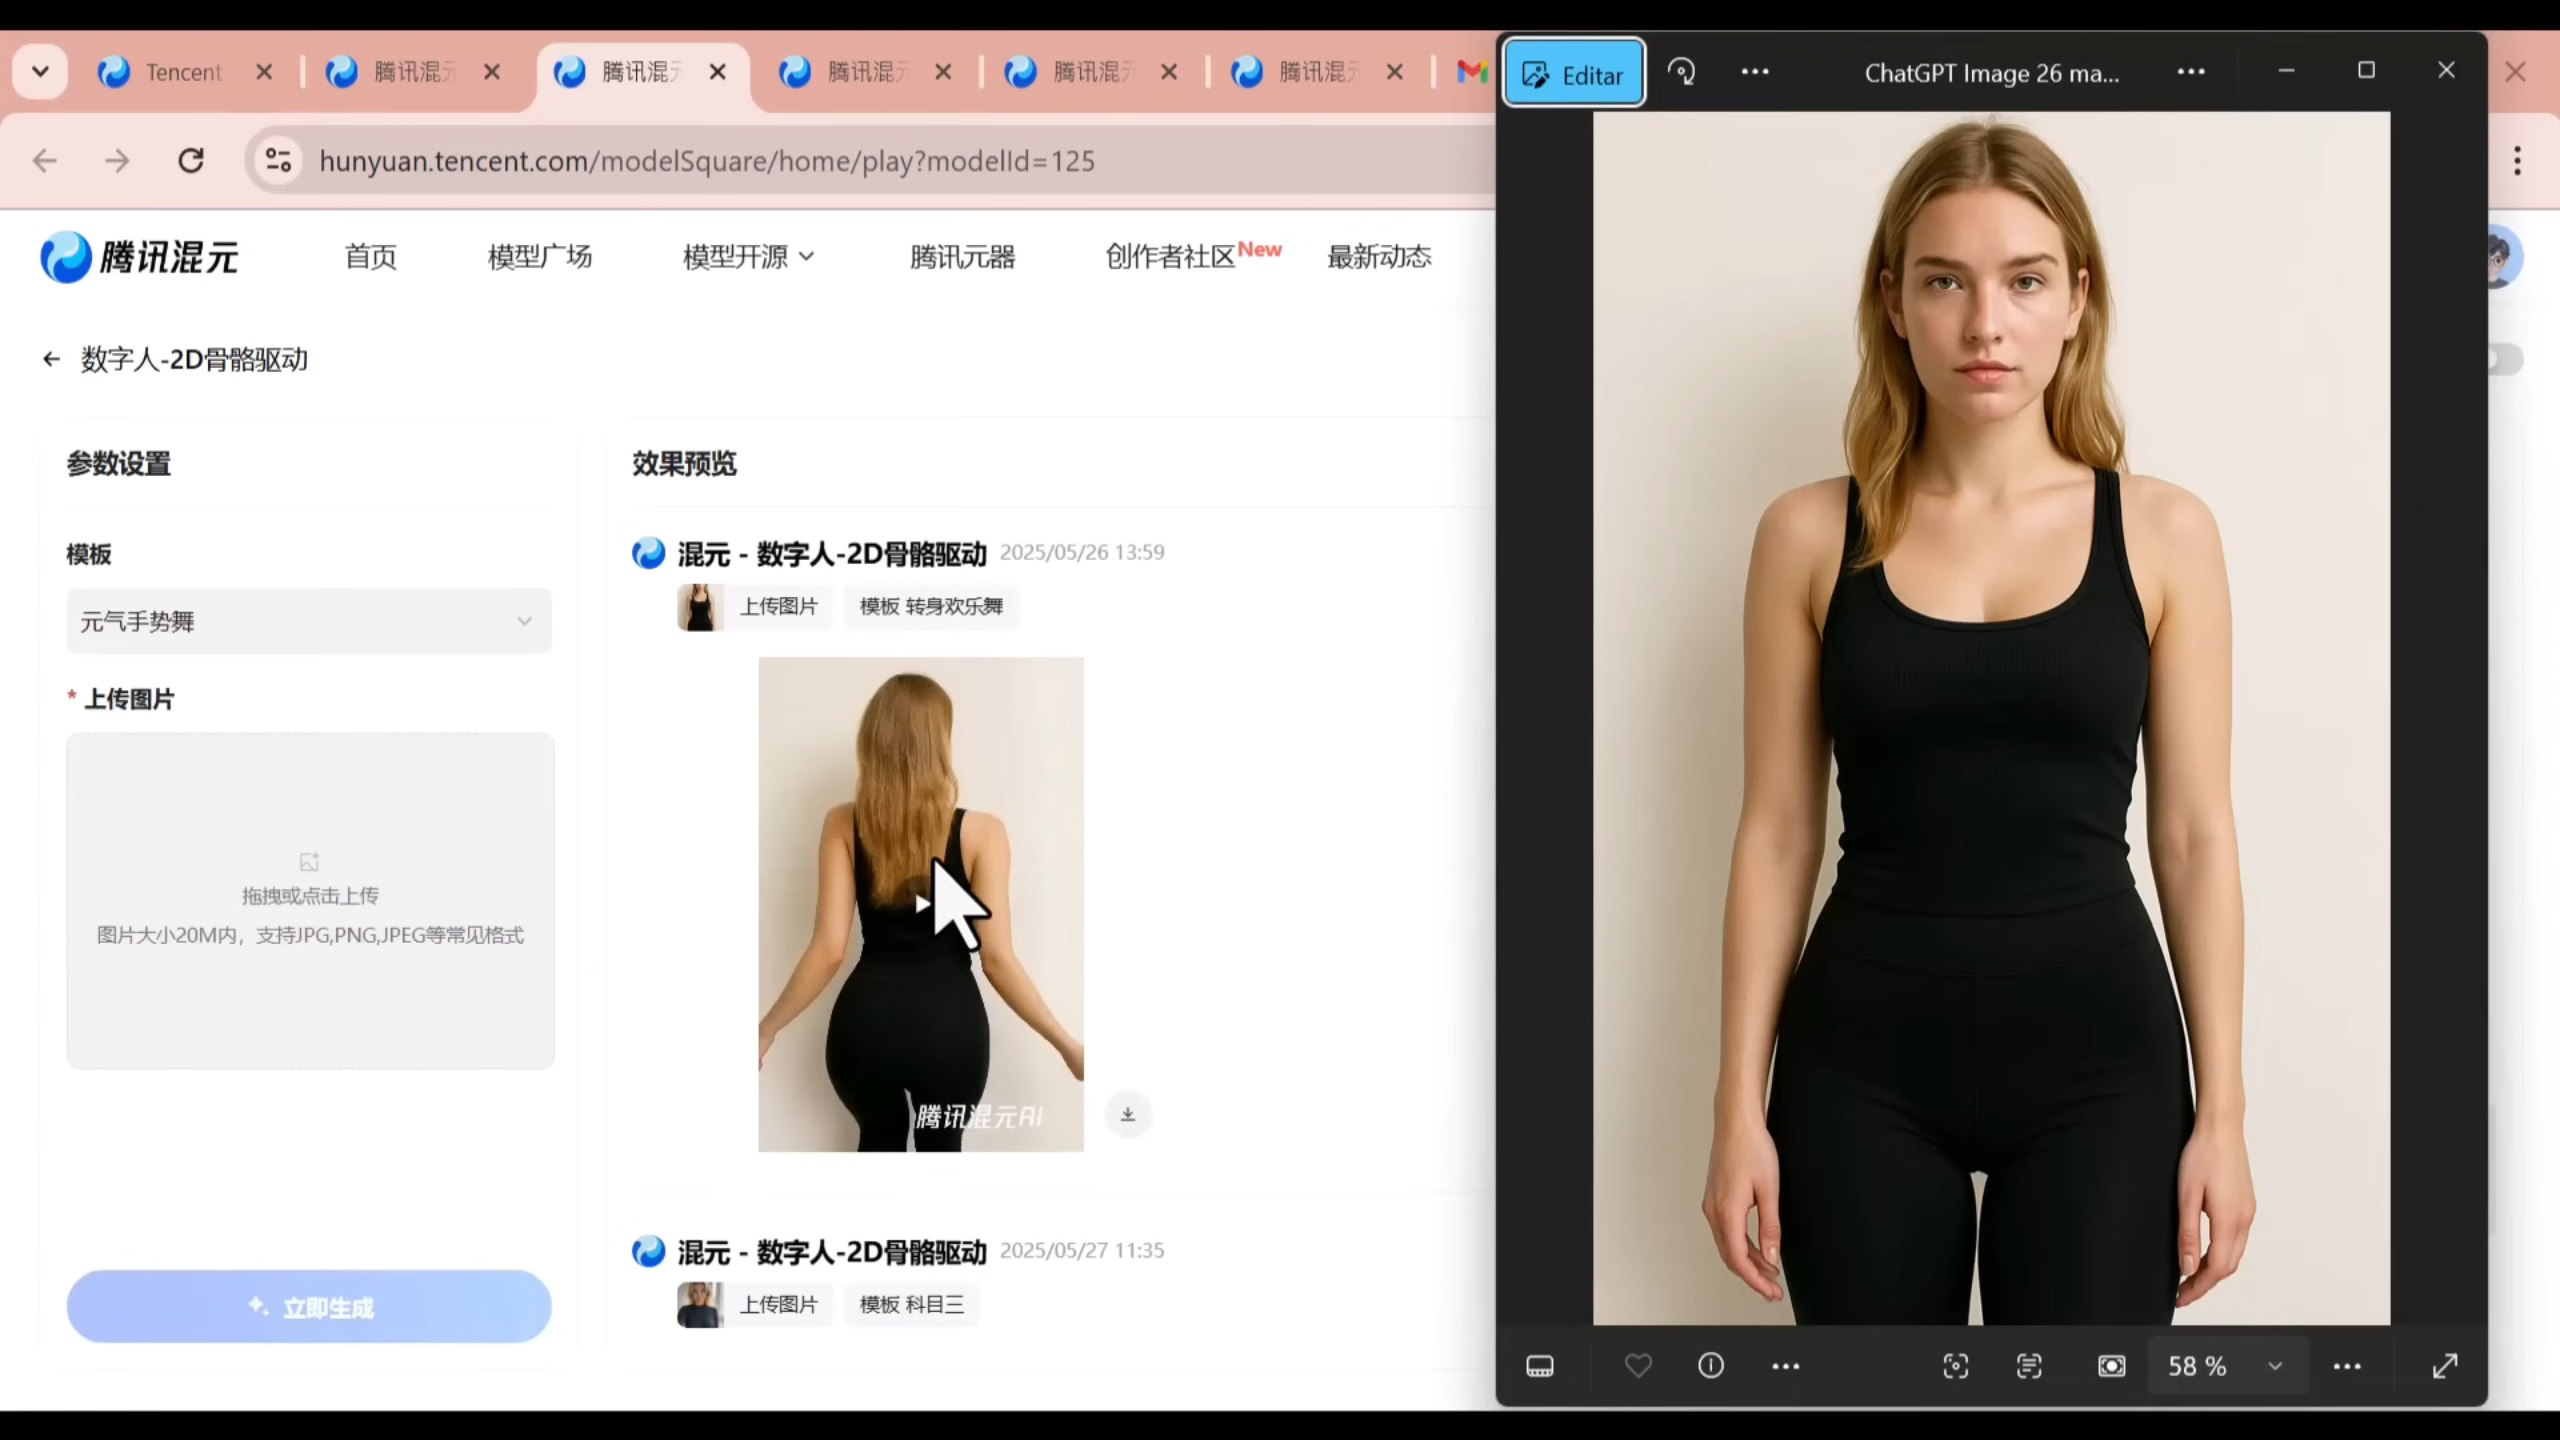 Tencent
腾讯混元
腾讯混元
腾讯混元
腾讯混元
腾讯混元
hunyuan.tencent.com/modelSquare/home/play?modelId=125
腾讯混元
首页
模型广场
模型开源
腾讯元器
创作者社区New
最新动态
数字人-2D骨骼驱动
参数设置
模板
元气手势舞
* 上传图片
拖拽或点击上传
图片大小20M内，支持JPG,PNG,JPEG等常见格式
立即生成
效果预览
混元 - 数字人-2D骨骼驱动 2025/05/26 13:59
上传图片
模板 转身欢乐舞
腾讯混元AI
混元 - 数字人-2D骨骼驱动 2025/05/27 11:35
上传图片
模板 科目三
Editar
ChatGPT Image 26 ma...
58 %